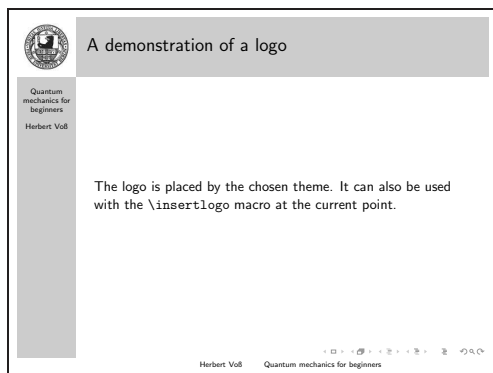 A demonstration of a logo
Quantum
mechanics for
beginners
Herbert Voß
The logo is placed by the chosen theme. It can also be used
with the \insertlogo macro at the current point.
Herbert Voß Quantum mechanics for beginners